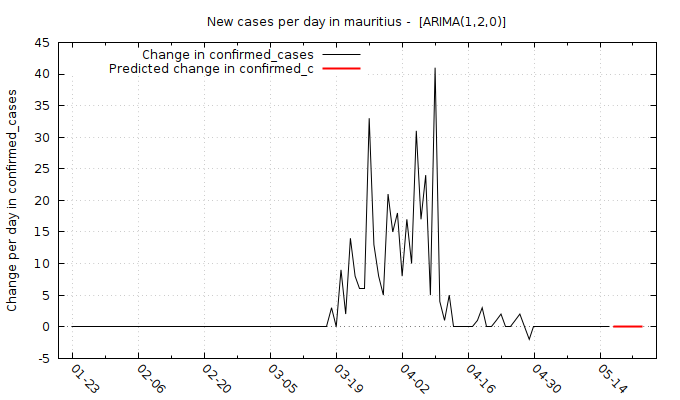 New cases per day in mauritius -  [ARIMA(1,2,0)]
Change in confirmed_cases
Predicted change in confirmed_c
Change per day in confirmed_cases
45
40
35
30
25
20
15
10
5
0
-5
01-23 02-06 02-20 03-05 03-19 04-02 04-16 04-30 05-14